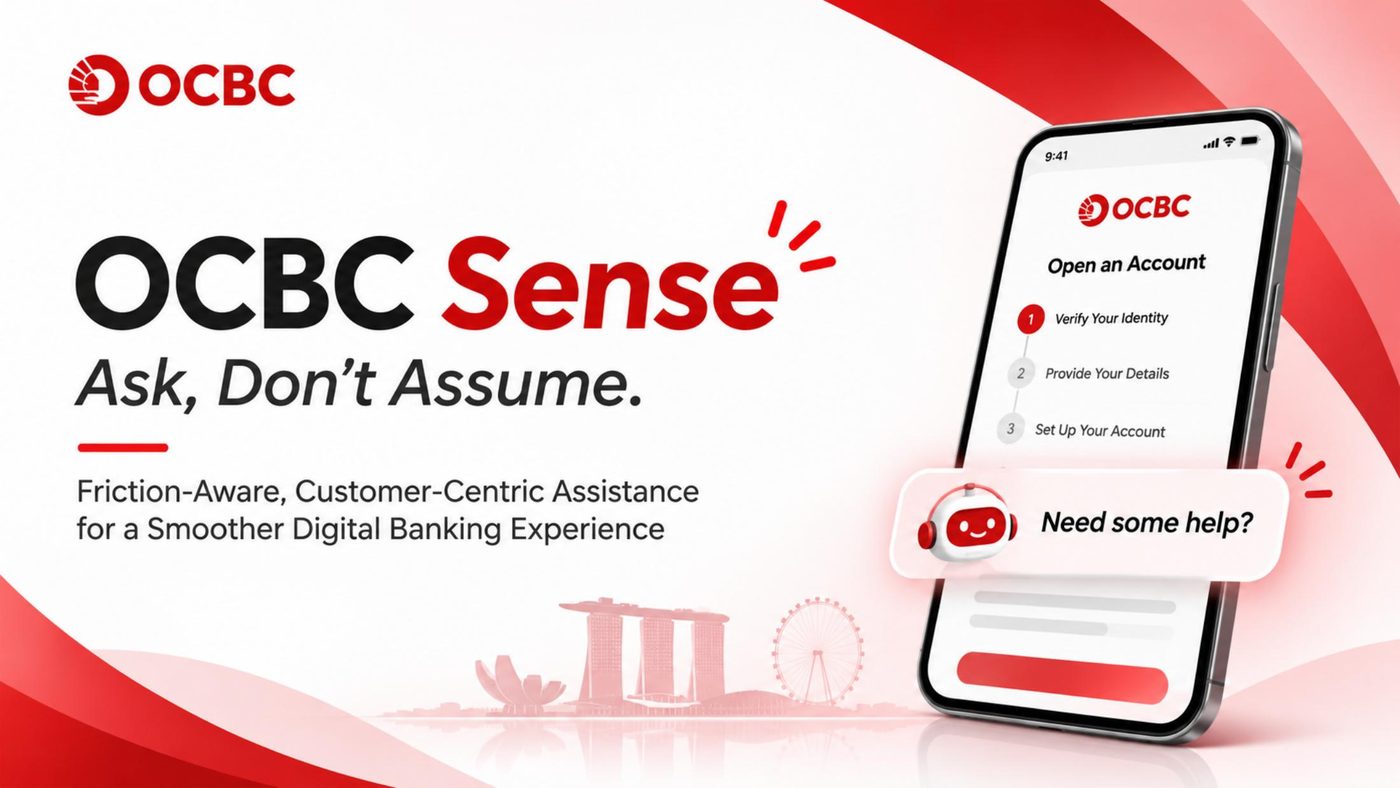 OCBC
OCBC Sense
Ask, Don't Assume.
Friction-Aware, Customer-Centric Assistance
for a Smoother Digital Banking Experience
9:41
OCBC
Open an Account
1 Verify Your Identity
2 Provide Your Details
3 Set Up Your Account
Need some help?